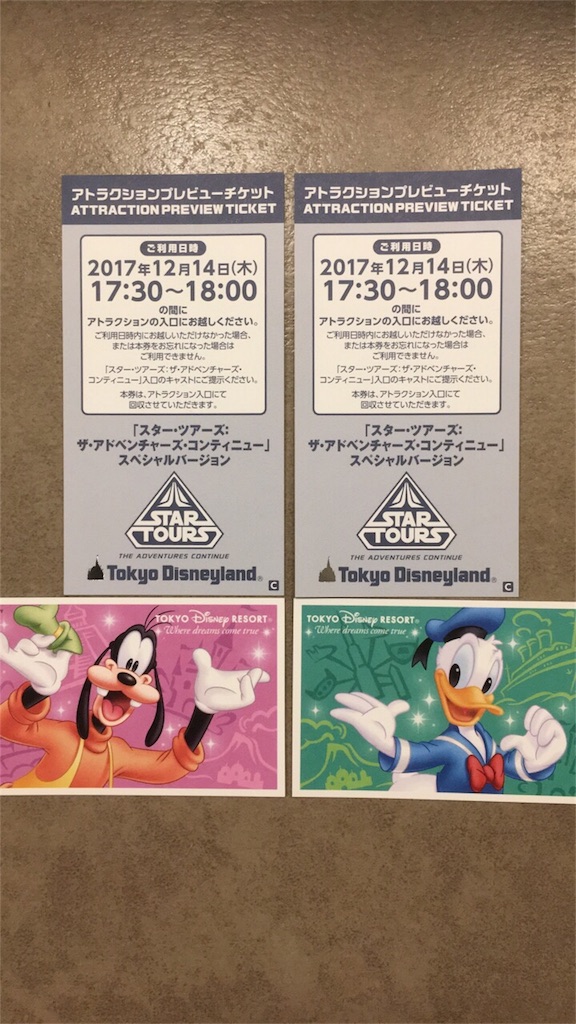 アトラクションプレビューチケット
ATTRACTION PREVIEW TICKET
ご利用日時
2017年12月14日(木)
17:30～18:00
の間に
アトラクションの入口にお越しください。
ご利用日時内にお越しいただけなかった場合、
または本券をお忘れになった場合は
ご利用できません。
「スター・ツアーズ:ザ・アドベンチャーズ・
コンティニュー」入口のキャストにご提示ください。
本券は、アトラクション入口にて
回収させていただきます。
「スター・ツアーズ:
ザ・アドベンチャーズ・コンティニュー」
スペシャルバージョン
STAR
TOURS
THE ADVENTURES CONTINUE
Tokyo Disneyland®
C
アトラクションプレビューチケット
ATTRACTION PREVIEW TICKET
ご利用日時
2017年12月14日(木)
17:30～18:00
の間に
アトラクションの入口にお越しください。
ご利用日時内にお越しいただけなかった場合、
または本券をお忘れになった場合は
ご利用できません。
「スター・ツアーズ:ザ・アドベンチャーズ・
コンティニュー」入口のキャストにご提示ください。
本券は、アトラクション入口にて
回収させていただきます。
「スター・ツアーズ:
ザ・アドベンチャーズ・コンティニュー」
スペシャルバージョン
STAR
TOURS
THE ADVENTURES CONTINUE
Tokyo Disneyland®
C
TOKYO Disney RESORT®
Where dreams come true
TOKYO Disney RESORT®
Where dreams come true